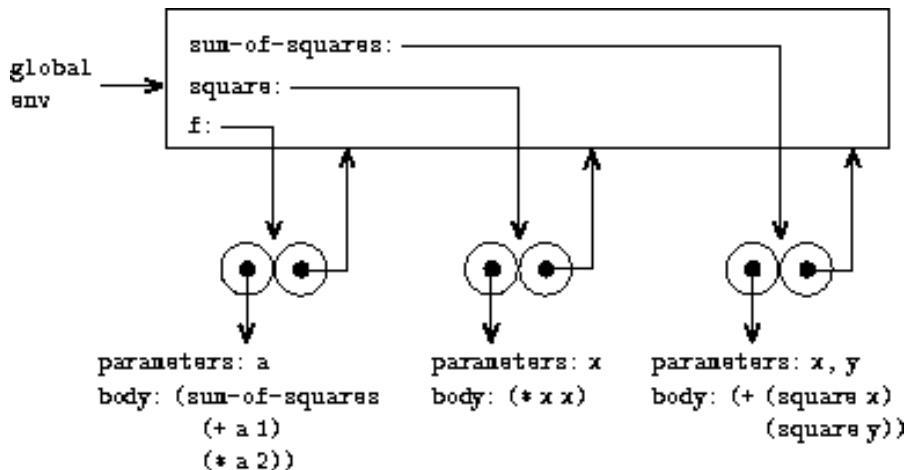 sum-of-squares:
global
env
square:
f:
parameters: a
body: (sum-of-squares
(+ a 1)
(* a 2))
parameters: x
body: (* x x)
parameters: x, y
body: (+ (square x)
(square y))